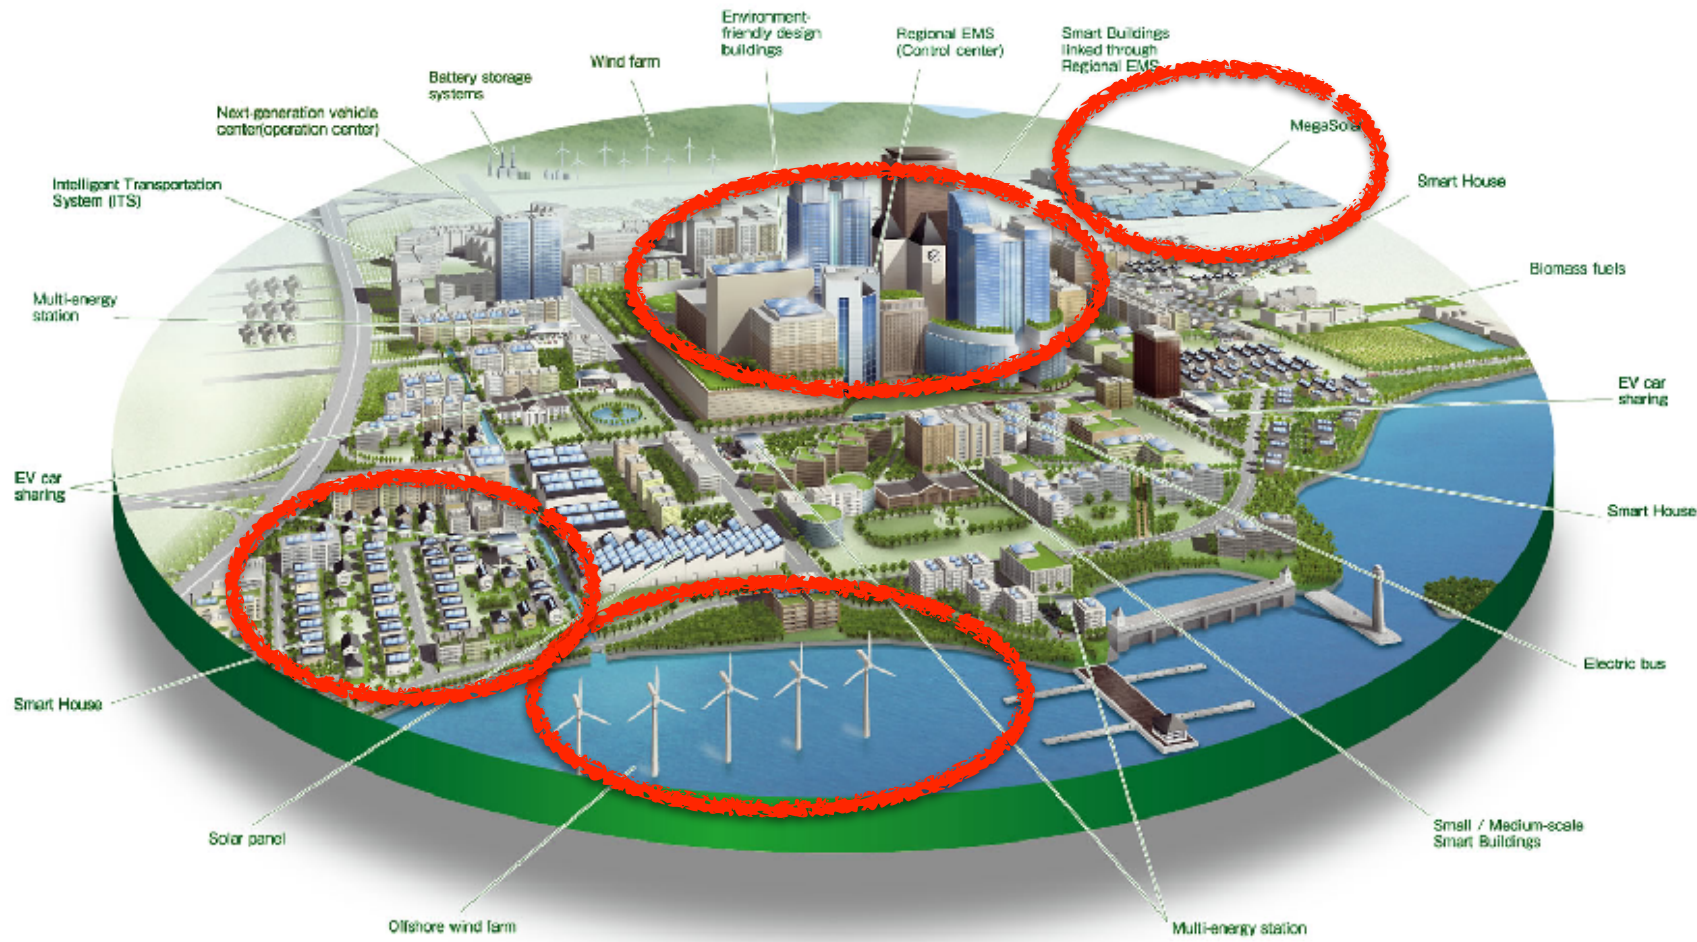 Environment-
friendly design
buildings
Regional EMS
(Control center)
Smart Buildings
linked through
Regional EMS
Wind farm
Battery storage
systems
Next-generation vehicle
center(operation center)
MegaSolar
Intelligent Transportation
System (ITS)
Smart House
Biomass fuels
Multi-energy
station
EV car
sharing
EV car
sharing
Smart House
Electric bus
Smart House
Solar panel
Small / Medium-scale
Smart Buildings
Offshore wind farm
Multi-energy station